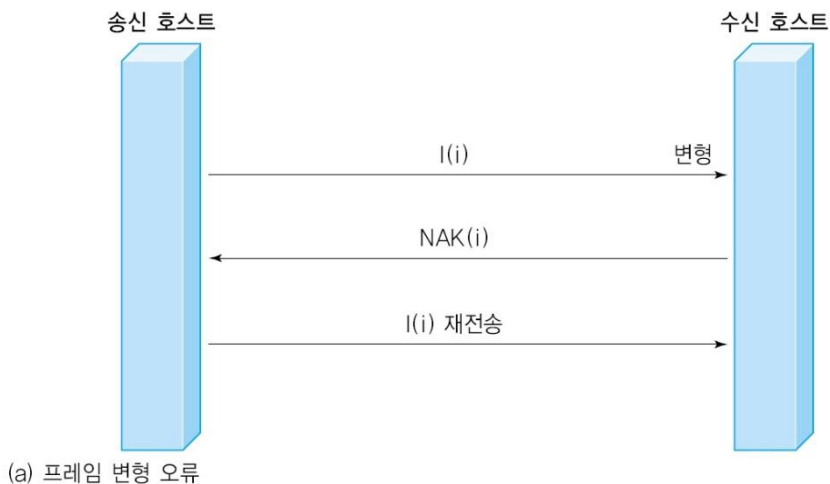 송신 호스트
수신 호스트
I(i)
변형
NAK(i)
I(i) 재전송
(a) 프레임 변형 오류